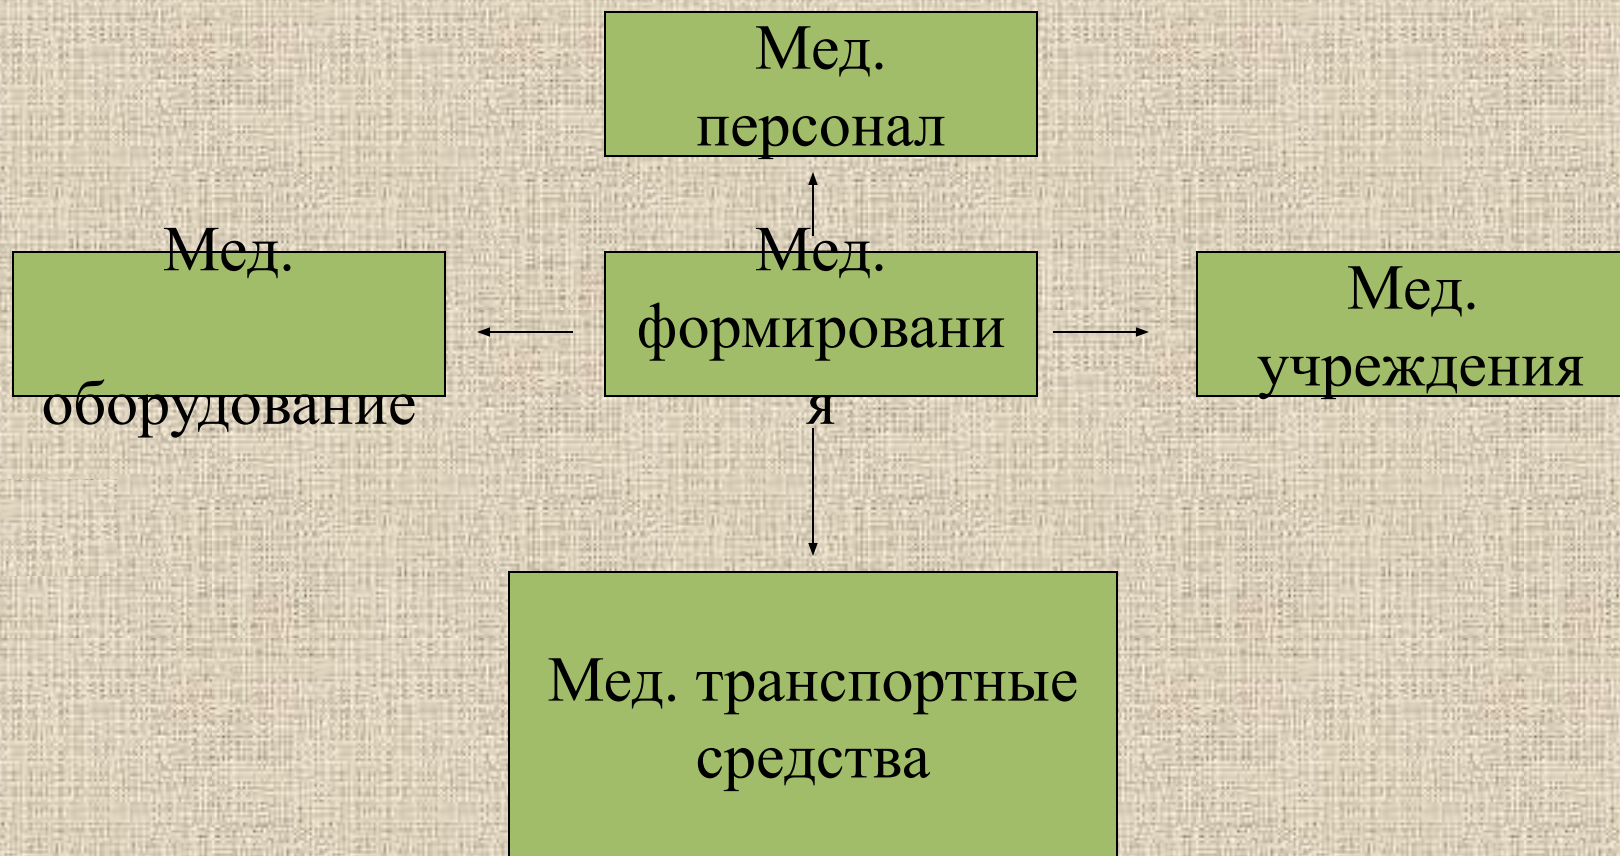 Мед.
персонал
Мед.
оборудование
Мед.
формировани
я
Мед.
учреждения
Мед. транспортные
средства